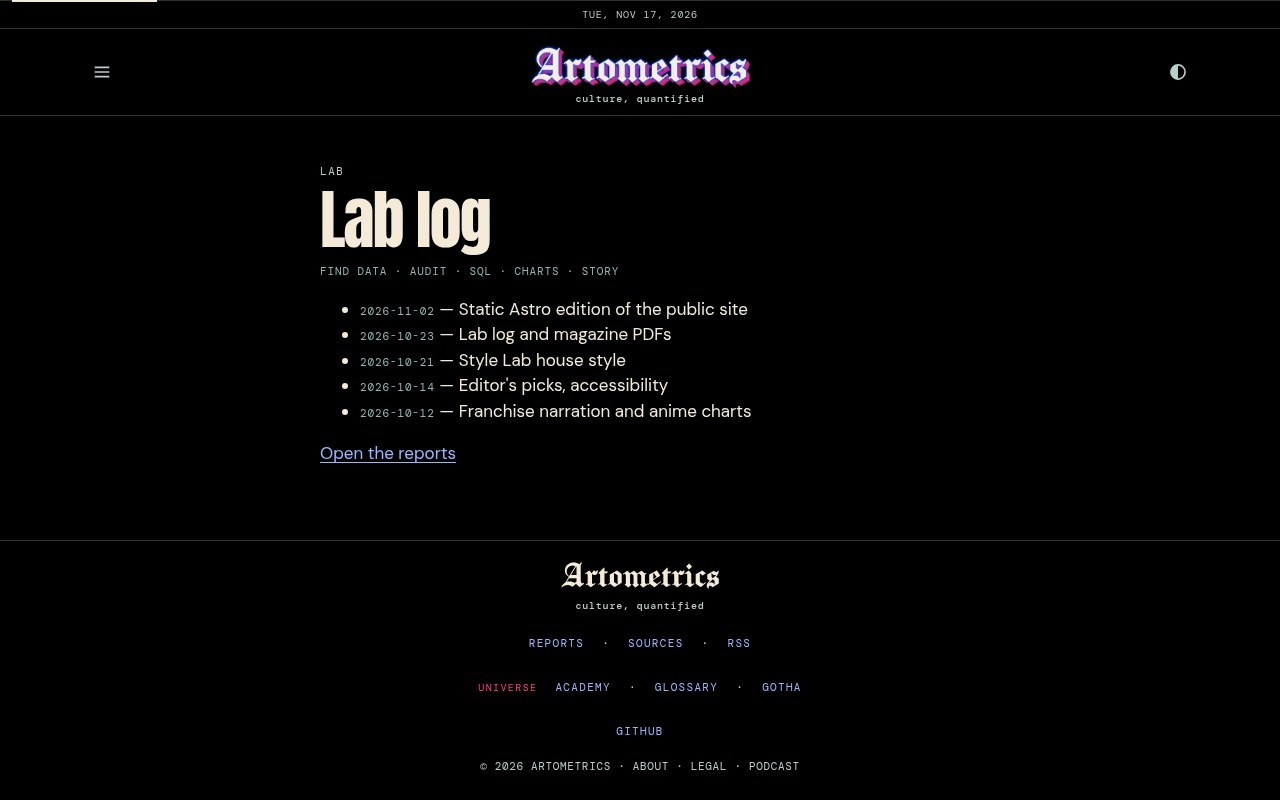 TUE, NOV 17, 2026
Artometrics
culture, quantified
LAB
Lab log
FIND DATA · AUDIT · SQL · CHARTS · STORY
2026-11-02 — Static Astro edition of the public site
2026-10-23 — Lab log and magazine PDFs
2026-10-21 — Style Lab house style
2026-10-14 — Editor's picks, accessibility
2026-10-12 — Franchise narration and anime charts
Open the reports
Artometrics
culture, quantified
REPORTS · SOURCES · RSS
UNIVERSE ACADEMY · GLOSSARY · GOTHA
GITHUB
© 2026 ARTOMETRICS · ABOUT · LEGAL · PODCAST